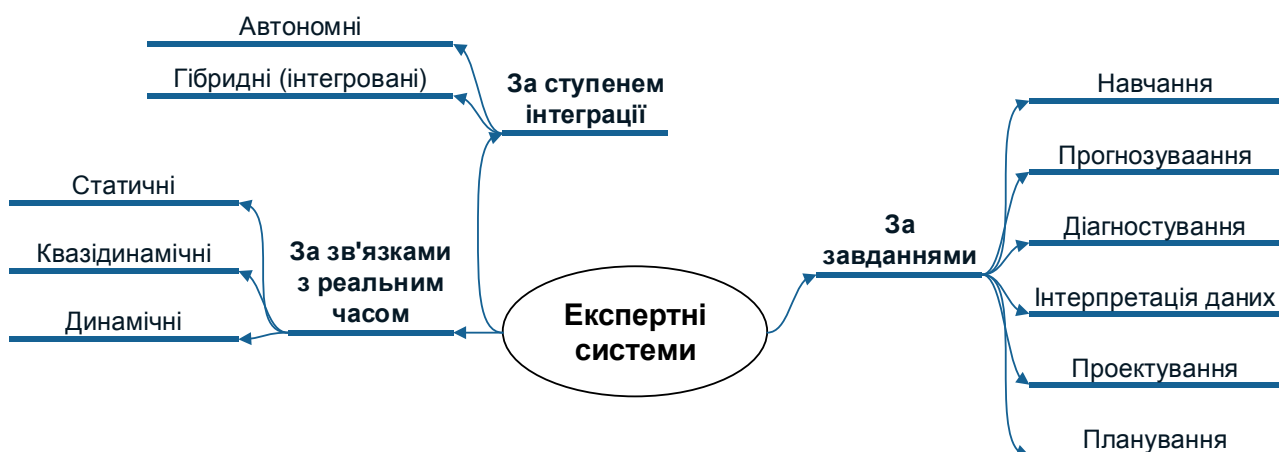 Автономні
Гібридні (інтегровані)
За ступенем
інтеграції
Статичні
Квазідинамічні
Динамічні
За зв'язками
з реальним
часом
Експертні
системи
За
завданнями
Навчання
Прогнозуваання
Діагностування
Інтерпретація даних
Проектування
Планування